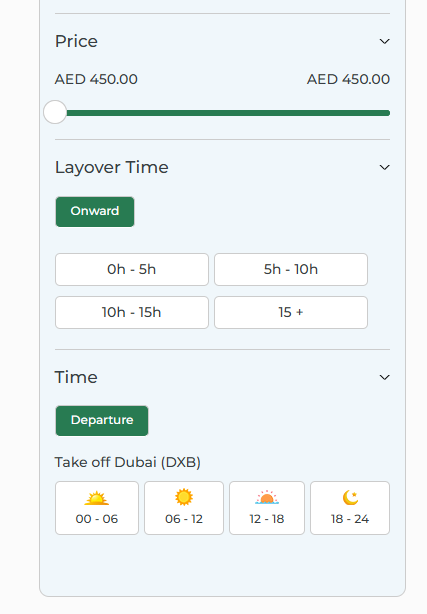 Price
AED 450.00 AED 450.00
Layover Time
Onward
0h - 5h 5h - 10h
10h - 15h 15 +
Time
Departure
Take off Dubai (DXB)
00 - 06 06 - 12 12 - 18 18 - 24